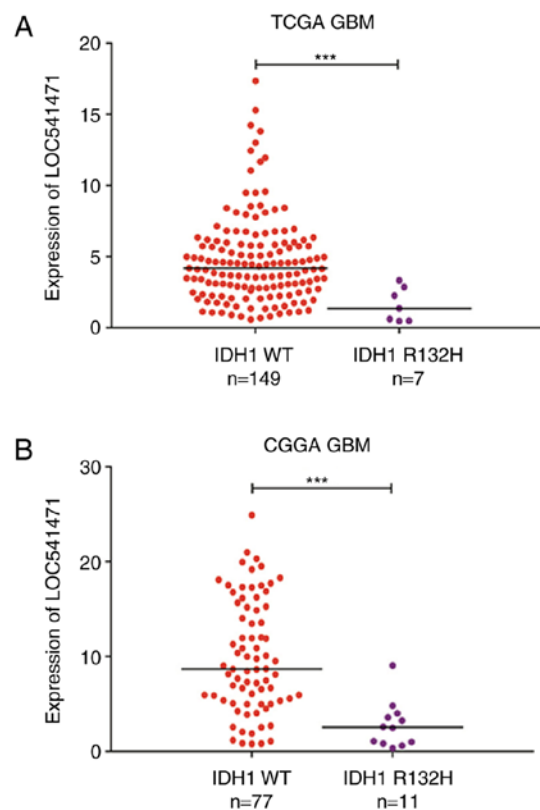 A
TCGA GBM
20
15
10
5
0
Expression of LOC541471
***
IDH1 WT
IDH1 R132H
n=149
n=7
B
CGGA GBM
30
20
10
0
Expression of LOC541471
***
IDH1 WT
IDH1 R132H
n=77
n=11